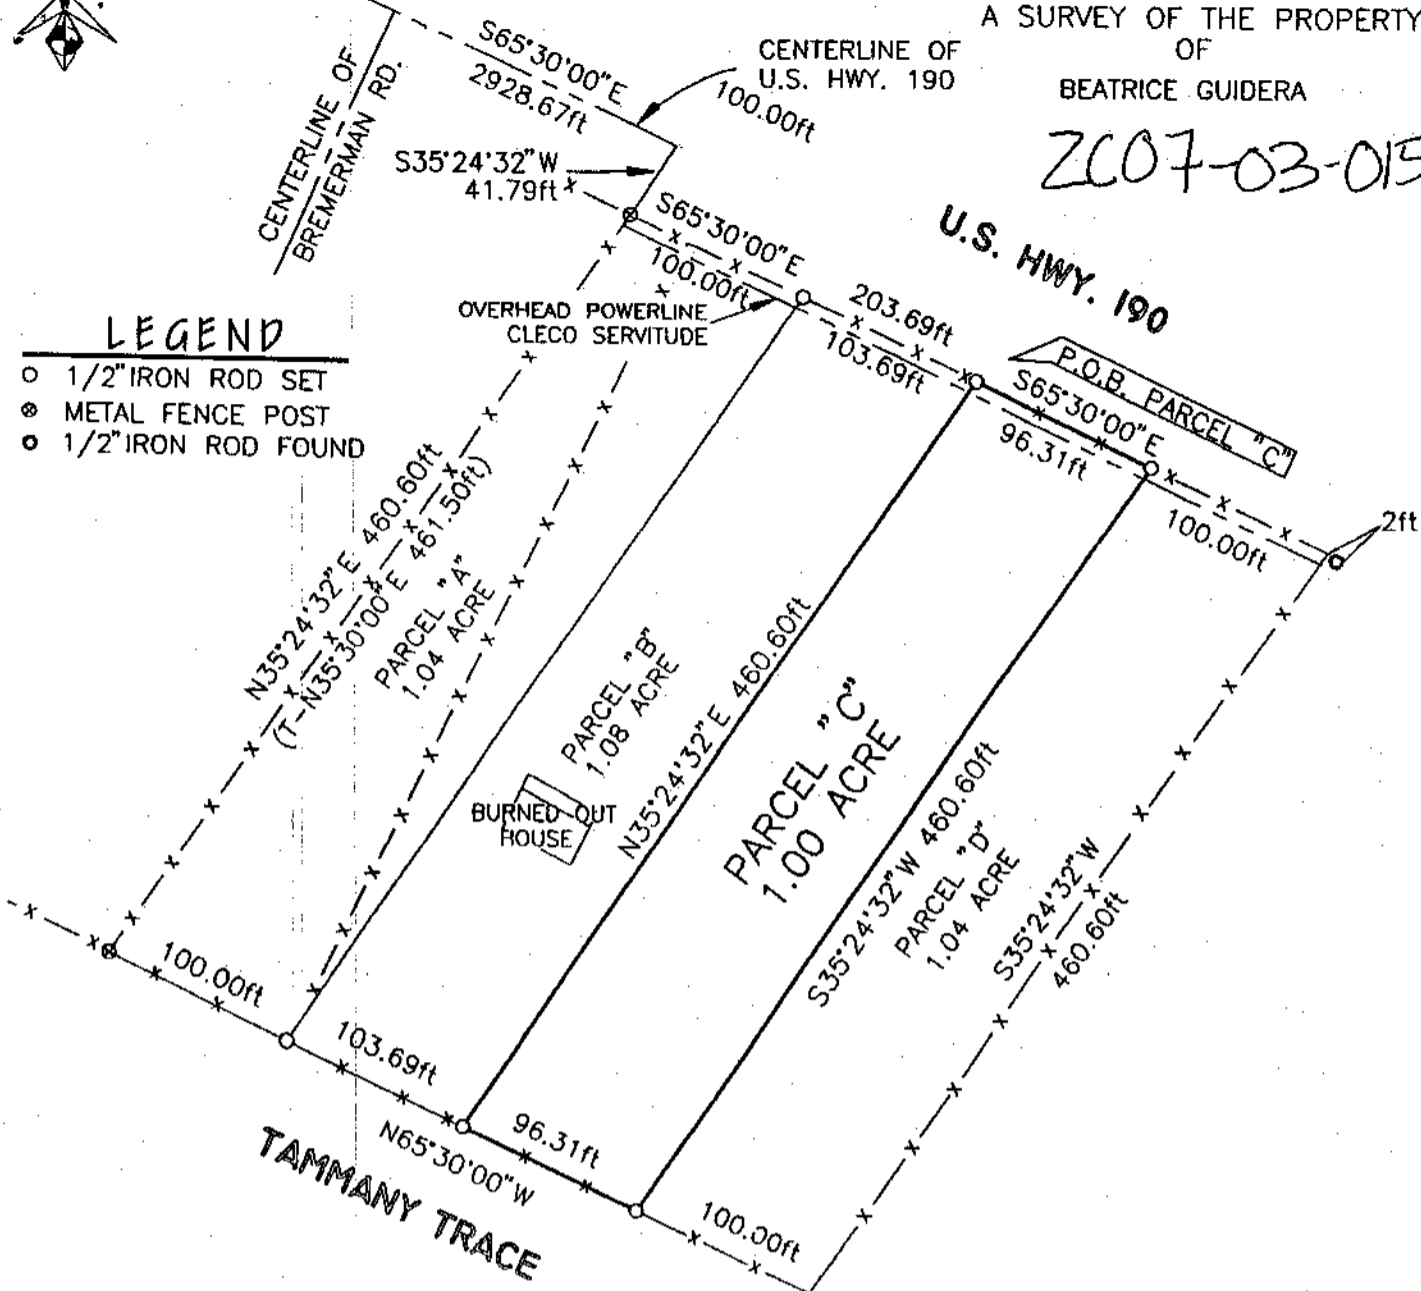 A SURVEY OF THE PROPERTY
OF
BEATRICE GUIDERA
ZC07-03-015
CENTERLINE OF
BREMERMAN RD.
S65°30'00"E
2928.67ft
CENTERLINE OF
U.S. HWY. 190
100.00ft
S35°24'32"W
41.79ft
S65°30'00"E
100.00ft
U.S. HWY. 190
OVERHEAD POWERLINE
CLECO SERVITUDE
203.69ft
103.69ft
P.O.B. PARCEL "C"
S65°30'00"E
96.31ft
100.00ft
2ft
LEGEND
1/2"IRON ROD SET
METAL FENCE POST
1/2"IRON ROD FOUND
N35°24'32"E 460.60ft
(T-N35°30'00"E 461.50ft)
PARCEL "A"
1.04 ACRE
PARCEL "B"
1.08 ACRE
BURNED OUT
HOUSE
N35°24'32"E 460.60ft
PARCEL "C"
1.00 ACRE
S35°24'32"W 460.60ft
PARCEL "D"
1.04 ACRE
S35°24'32"W
460.60ft
100.00ft
103.69ft
N65°30'00"W
96.31ft
100.00ft
TAMMANY TRACE